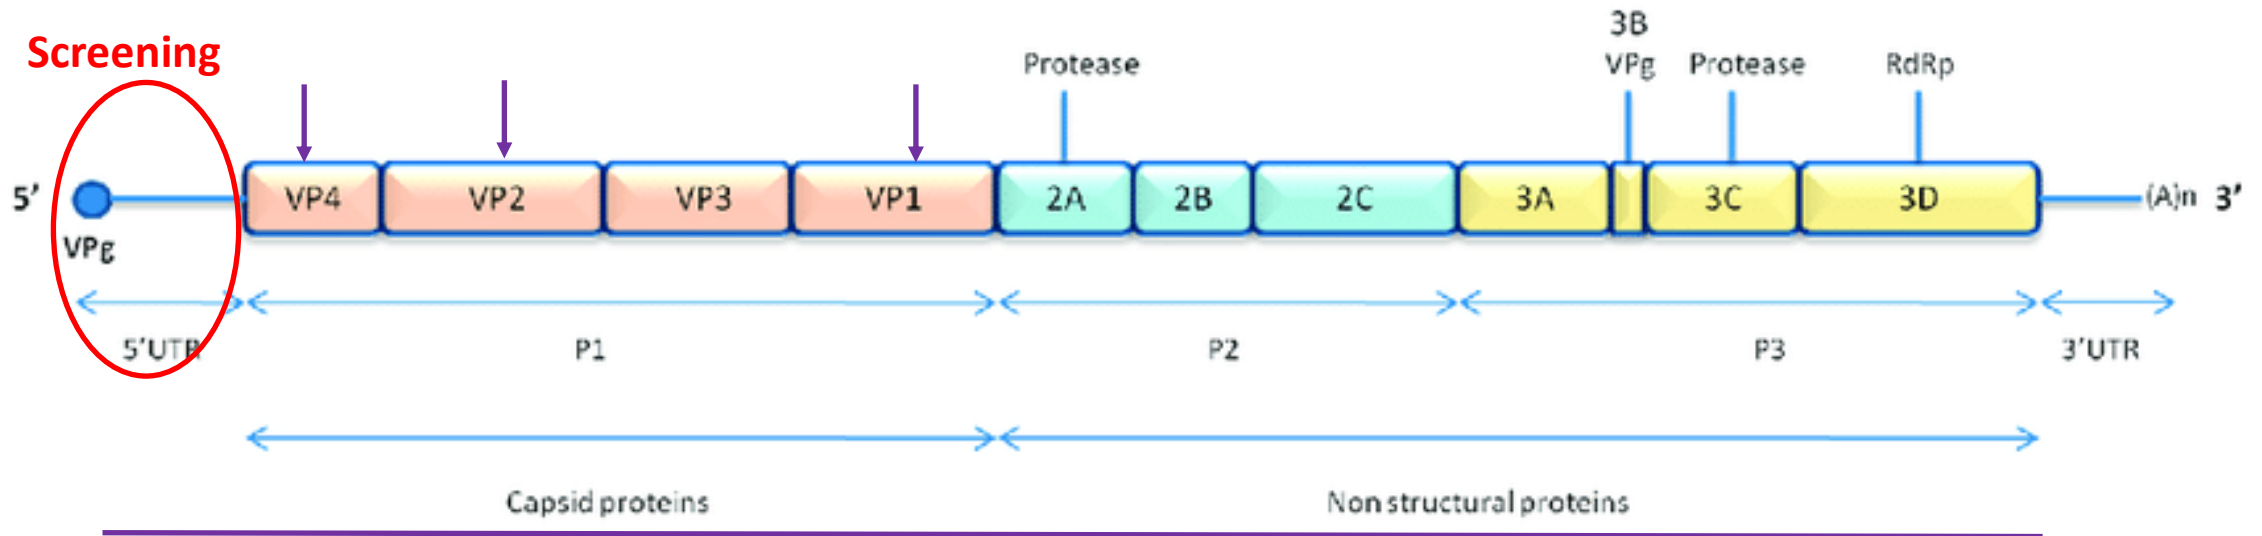 Screening
3B
Protease
VPg
Protease
RdRp
5’
VP4
VP2
VP3
VP1
2A
2B
2C
3A
3C
3D
(A)n
3’
VPg
5’UTR
P1
P2
P3
3’UTR
Capsid proteins
Non structural proteins